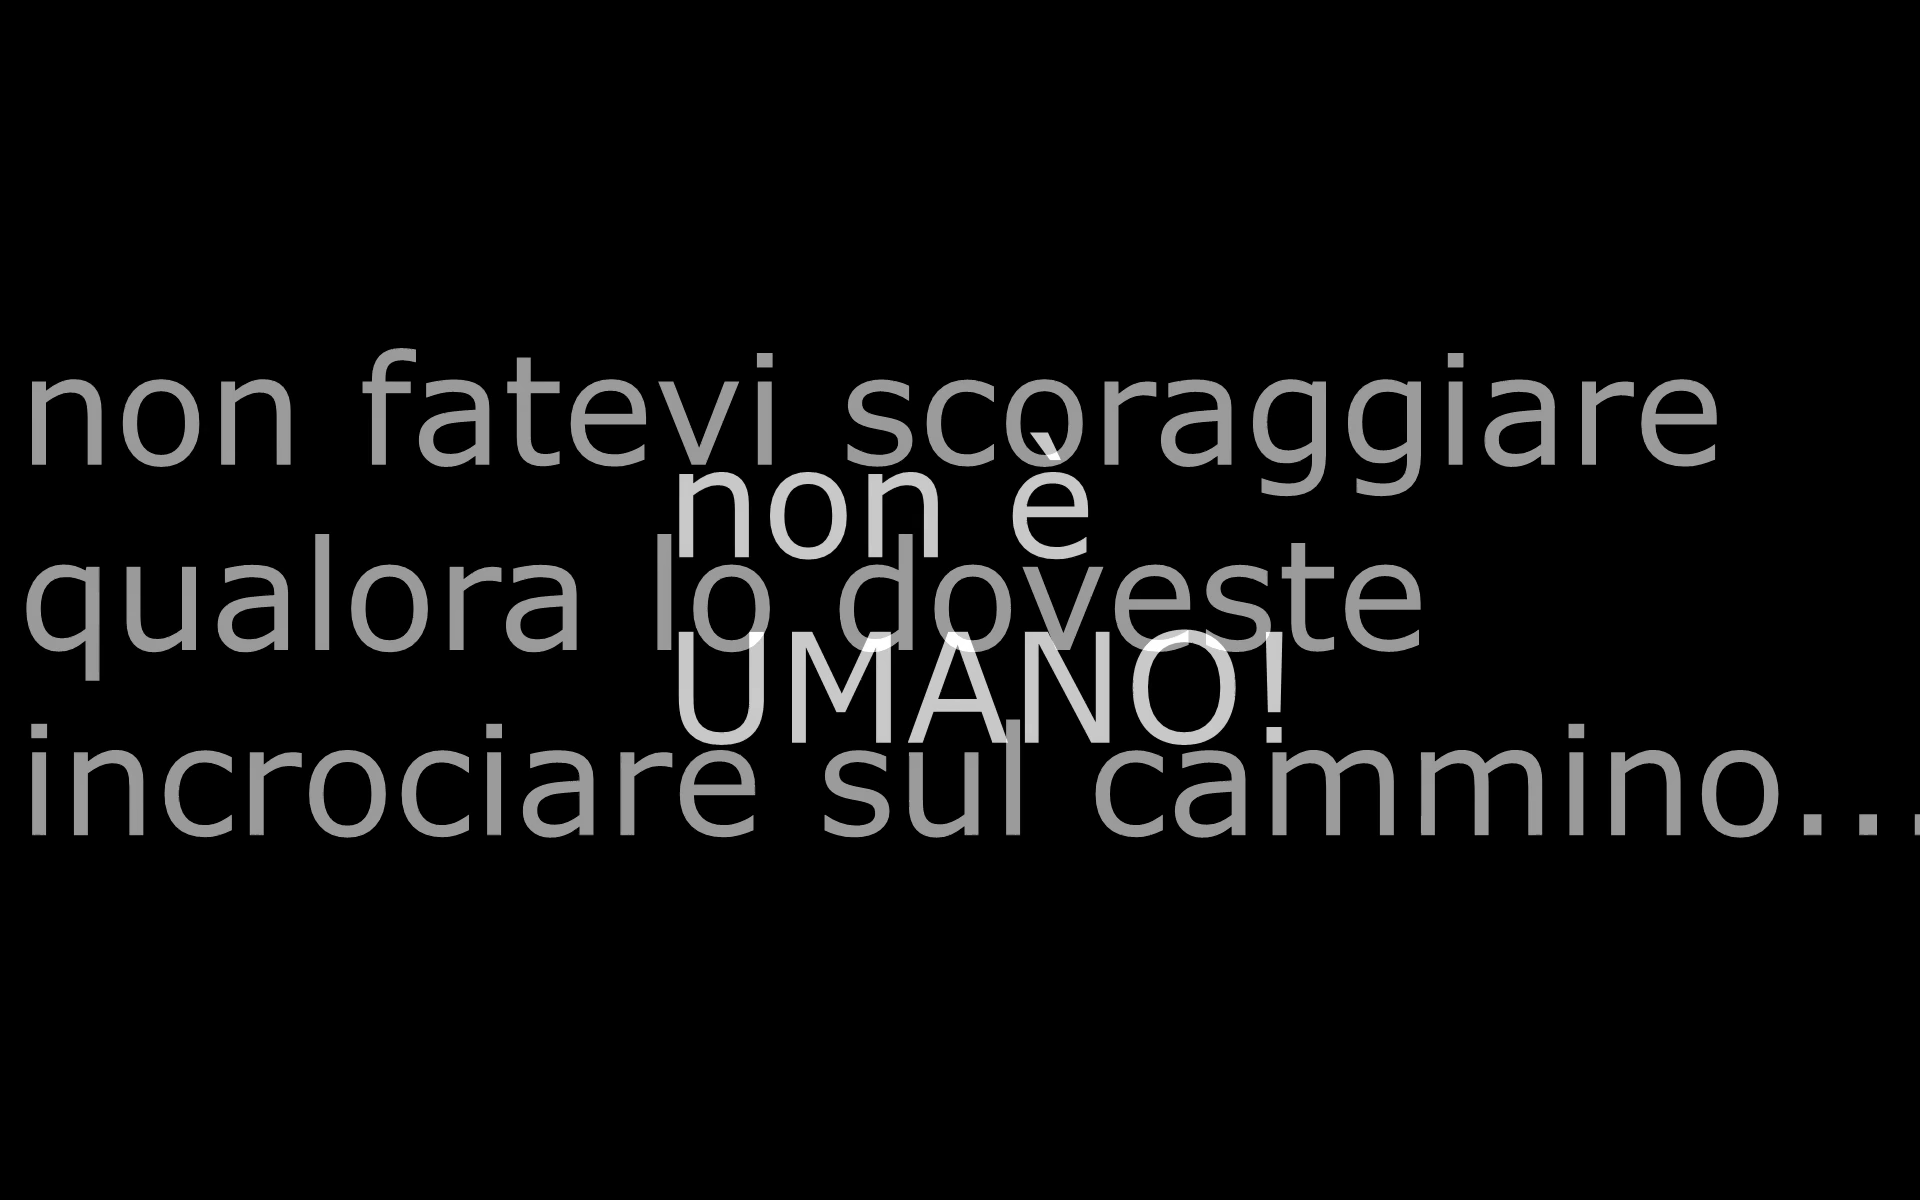 non fatevi scoraggiare
qualora lo doveste
incrociare sul cammino...
non è
UMANO!